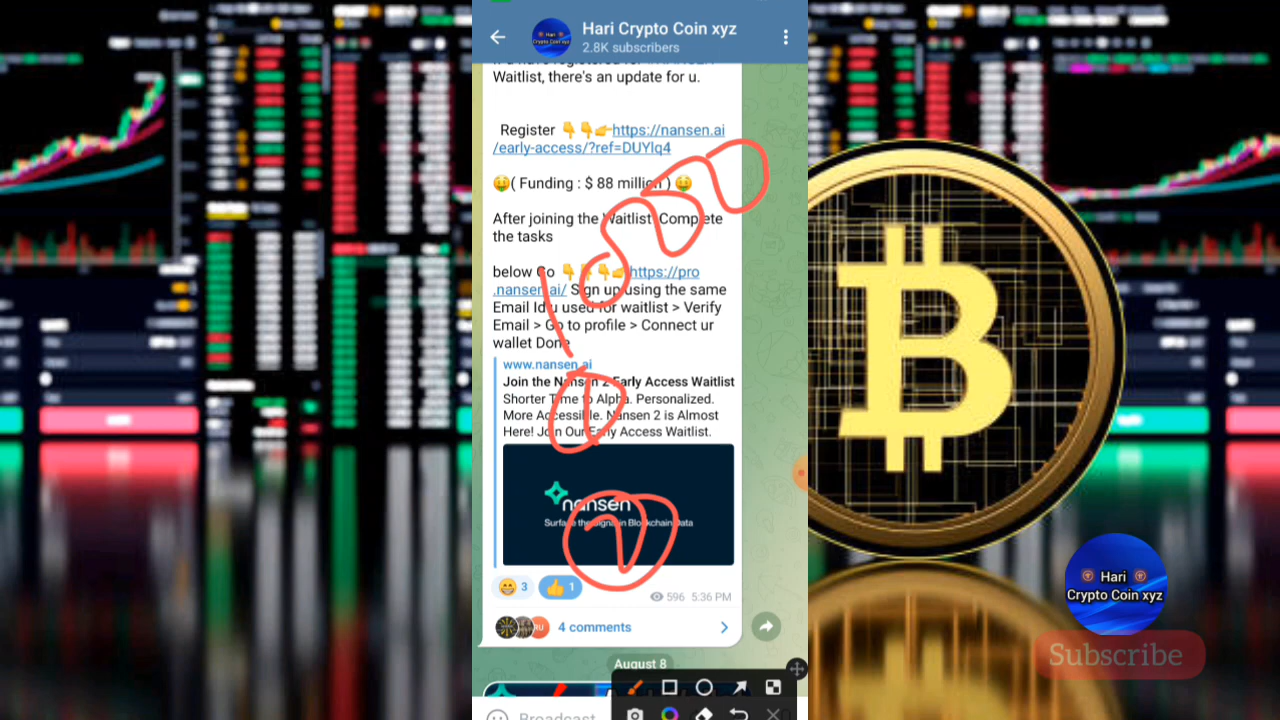 Hari Crypto Coin xyz
2.8K subscribers
Waitlist, there's an update for u.
Register 👇👇👉https://nansen.ai
/early-access/?ref=DUYlq4
🤑( Funding : $ 88 million ) 🤑
After joining the Waitlist Complete
the tasks
below Go 👇👇👇👉https://pro
.nansen.ai/ Sign up using the same
Email Id u used for waitlist > Verify
Email > Go to profile > Connect ur
wallet Done
www.nansen.ai
Join the Nansen 2 Early Access Waitlist
Shorter Time to Alpha. Personalized.
More Accessible. Nansen 2 is Almost
Here! Join Our Early Access Waitlist.
nansen
Surface the Signal in Blockchain Data
😁 3 👍 1
596 5:36 PM
RU 4 comments
August 8
Broadcast
Hari
Crypto Coin xyz
Subscribe